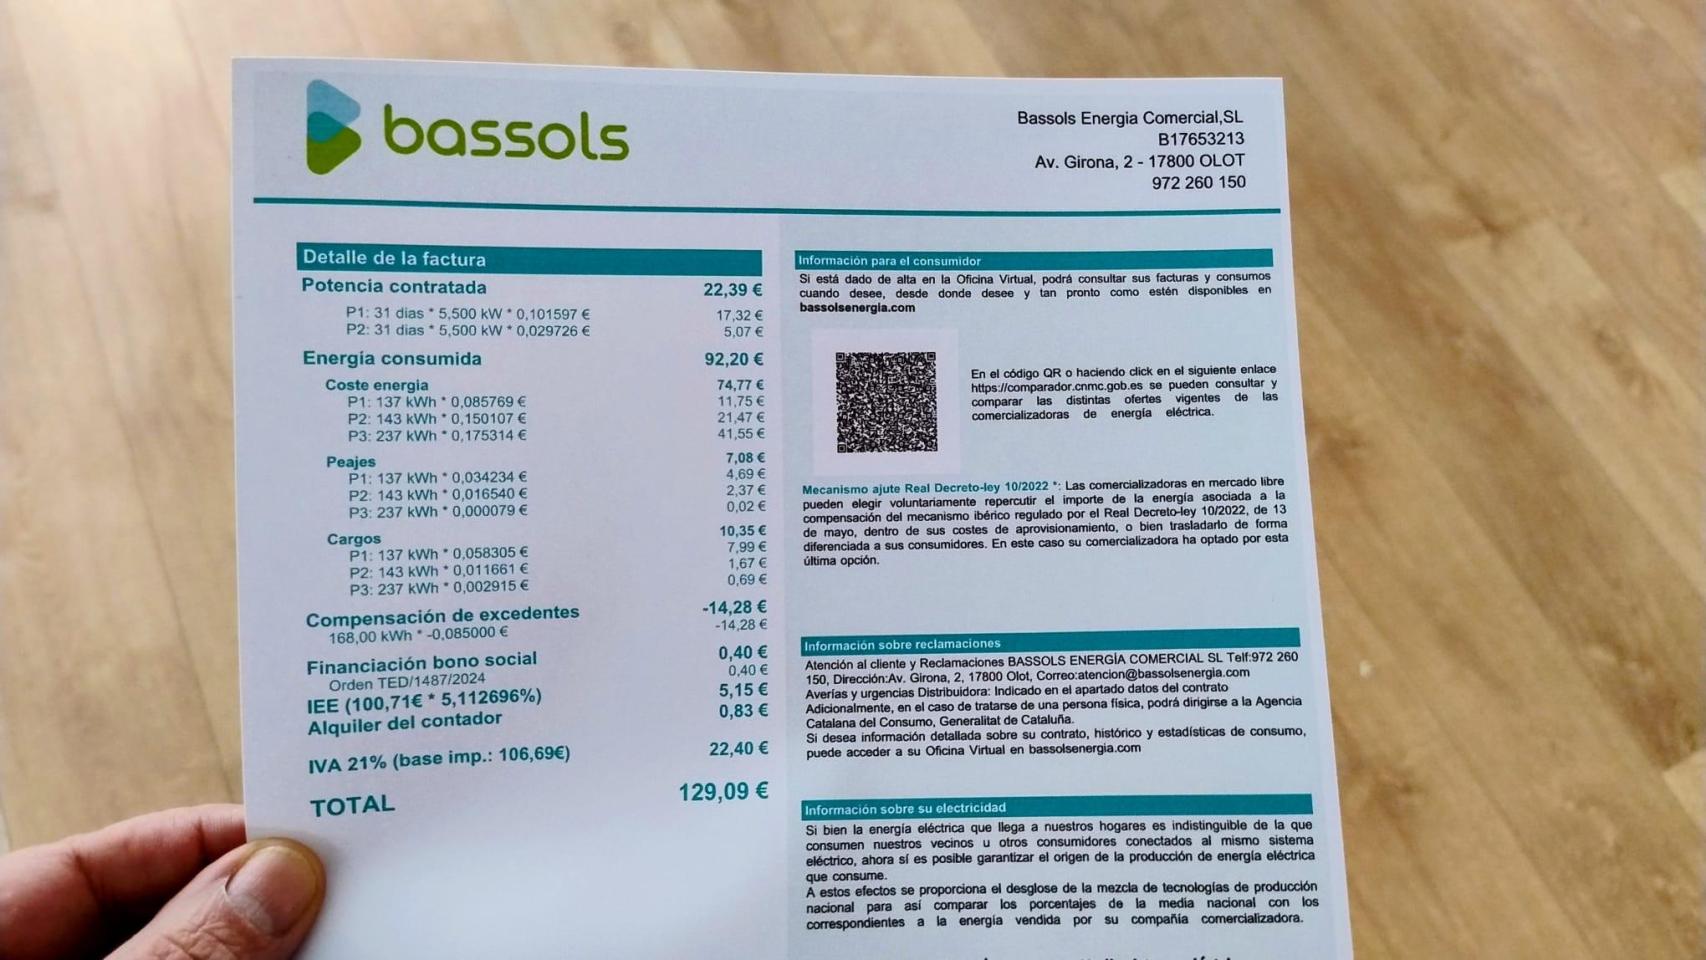 bassols
Bassols Energia Comercial,SL
B17653213
Av. Girona, 2 - 17800 OLOT
972 260 150
Detalle de la factura
Potencia contratada 22,39 €
P1: 31 dias * 5,500 kW * 0,101597 € 17,32 €
P2: 31 dias * 5,500 kW * 0,029726 € 5,07 €
Energía consumida 92,20 €
Coste energia 74,77 €
P1: 137 kWh * 0,085769 € 11,75 €
P2: 143 kWh * 0,150107 € 21,47 €
P3: 237 kWh * 0,175314 € 41,55 €
Peajes 7,08 €
P1: 137 kWh * 0,034234 € 4,69 €
P2: 143 kWh * 0,016540 € 2,37 €
P3: 237 kWh * 0,000079 € 0,02 €
Cargos 10,35 €
P1: 137 kWh * 0,058305 € 7,99 €
P2: 143 kWh * 0,011661 € 1,67 €
P3: 237 kWh * 0,002915 € 0,69 €
Compensación de excedentes -14,28 €
168,00 kWh * -0,085000 € -14,28 €
Financiación bono social 0,40 €
Orden TED/1487/2024 0,40 €
IEE (100,71€ * 5,112696%) 5,15 €
Alquiler del contador 0,83 €
IVA 21% (base imp.: 106,69€) 22,40 €
TOTAL 129,09 €
Información para el consumidor
Si está dado de alta en la Oficina Virtual, podrá consultar sus facturas y consumos
cuando desee, desde donde desee y tan pronto como estén disponibles en
bassolsenergia.com
En el código QR o haciendo click en el siguiente enlace
https://comparador.cnmc.gob.es se pueden consultar y
comparar las distintas ofertes vigentes de las
comercializadoras de energía eléctrica.
Mecanismo ajute Real Decreto-ley 10/2022 *: Las comercializadoras en mercado libre
pueden elegir voluntariamente repercutir el importe de la energía asociada a la
compensación del mecanismo ibérico regulado por el Real Decreto-ley 10/2022, de 13
de mayo, dentro de sus costes de aprovisionamiento, o bien trasladarlo de forma
diferenciada a sus consumidores. En este caso su comercializadora ha optado por esta
última opción.
Información sobre reclamaciones
Atención al cliente y Reclamaciones BASSOLS ENERGÍA COMERCIAL SL Telf:972 260
150, Dirección:Av. Girona, 2, 17800 Olot, Correo:atencion@bassolsenergia.com
Averías y urgencias Distribuidora: Indicado en el apartado datos del contrato
Adicionalmente, en el caso de tratarse de una persona física, podrá dirigirse a la Agencia
Catalana del Consumo, Generalitat de Cataluña.
Si desea información detallada sobre su contrato, histórico y estadísticas de consumo,
puede acceder a su Oficina Virtual en bassolsenergia.com
Información sobre su electricidad
Si bien la energía eléctrica que llega a nuestros hogares es indistinguible de la que
consumen nuestros vecinos u otros consumidores conectados al mismo sistema
eléctrico, ahora sí es posible garantizar el origen de la producción de energía eléctrica
que consume.
A estos efectos se proporciona el desglose de la mezcla de tecnologías de producción
nacional para así comparar los porcentajes de la media nacional con los
correspondientes a la energía vendida por su compañía comercializadora.